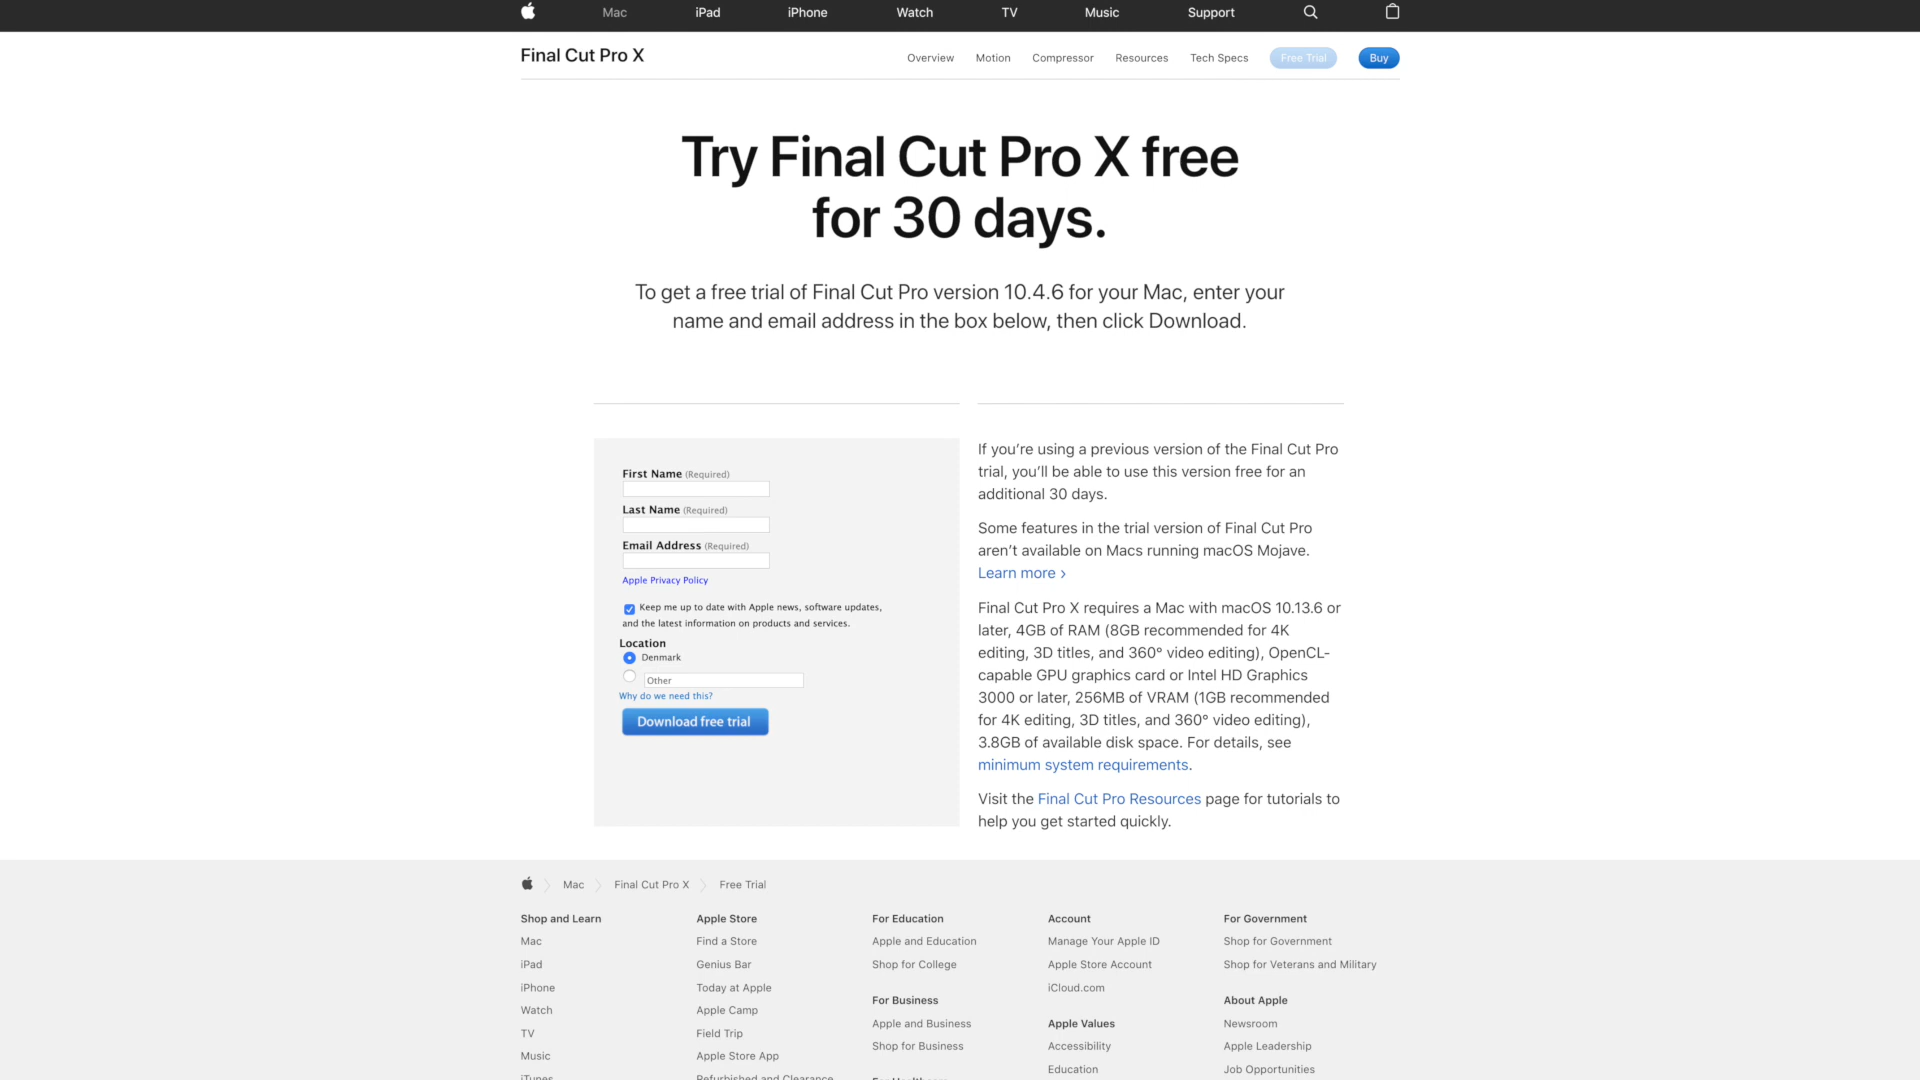 Mac
iPad
iPhone
Watch
TV
Music
Support
Final Cut Pro X
Overview
Motion
Compressor
Resources
Tech Specs
Free Trial
Buy
Try Final Cut Pro X free
for 30 days.
To get a free trial of Final Cut Pro version 10.4.6 for your Mac, enter your
name and email address in the box below, then click Download.
First Name (Required)
Last Name (Required)
Email Address (Required)
Apple Privacy Policy
Keep me up to date with Apple news, software updates,
and the latest information on products and services.
Location
Denmark
Other
Why do we need this?
Download free trial
If you’re using a previous version of the Final Cut Pro
trial, you’ll be able to use this version free for an
additional 30 days.
Some features in the trial version of Final Cut Pro
aren’t available on Macs running macOS Mojave.
Learn more ›
Final Cut Pro X requires a Mac with macOS 10.13.6 or
later, 4GB of RAM (8GB recommended for 4K
editing, 3D titles, and 360° video editing), OpenCL-
capable GPU graphics card or Intel HD Graphics
3000 or later, 256MB of VRAM (1GB recommended
for 4K editing, 3D titles, and 360° video editing),
3.8GB of available disk space. For details, see
minimum system requirements.
Visit the Final Cut Pro Resources page for tutorials to
help you get started quickly.
Mac
Final Cut Pro X
Free Trial
Shop and Learn
Mac
iPad
iPhone
Watch
TV
Music
iTunes
Apple Store
Find a Store
Genius Bar
Today at Apple
Apple Camp
Field Trip
Apple Store App
Refurbished and Clearance
For Education
Apple and Education
Shop for College
For Business
Apple and Business
Shop for Business
For Healthcare
Account
Manage Your Apple ID
Apple Store Account
iCloud.com
Apple Values
Accessibility
Education
For Government
Shop for Government
Shop for Veterans and Military
About Apple
Newsroom
Apple Leadership
Job Opportunities